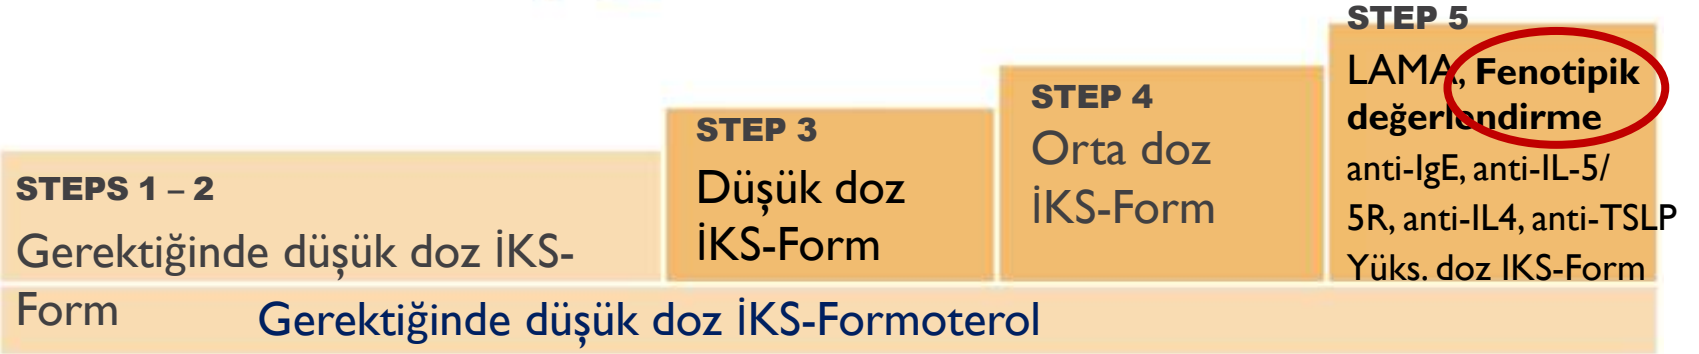 STEPS 1 – 2
Gerektiğinde düşük doz İKS-
Form
STEP 3
Düşük doz
İKS-Form
STEP 4
Orta doz
İKS-Form
STEP 5
LAMA, Fenotipik
değerlendirme
anti-IgE, anti-IL-5/
5R, anti-IL4, anti-TSLP
Yüks. doz IKS-Form
Gerektiğinde düşük doz İKS-Formoterol